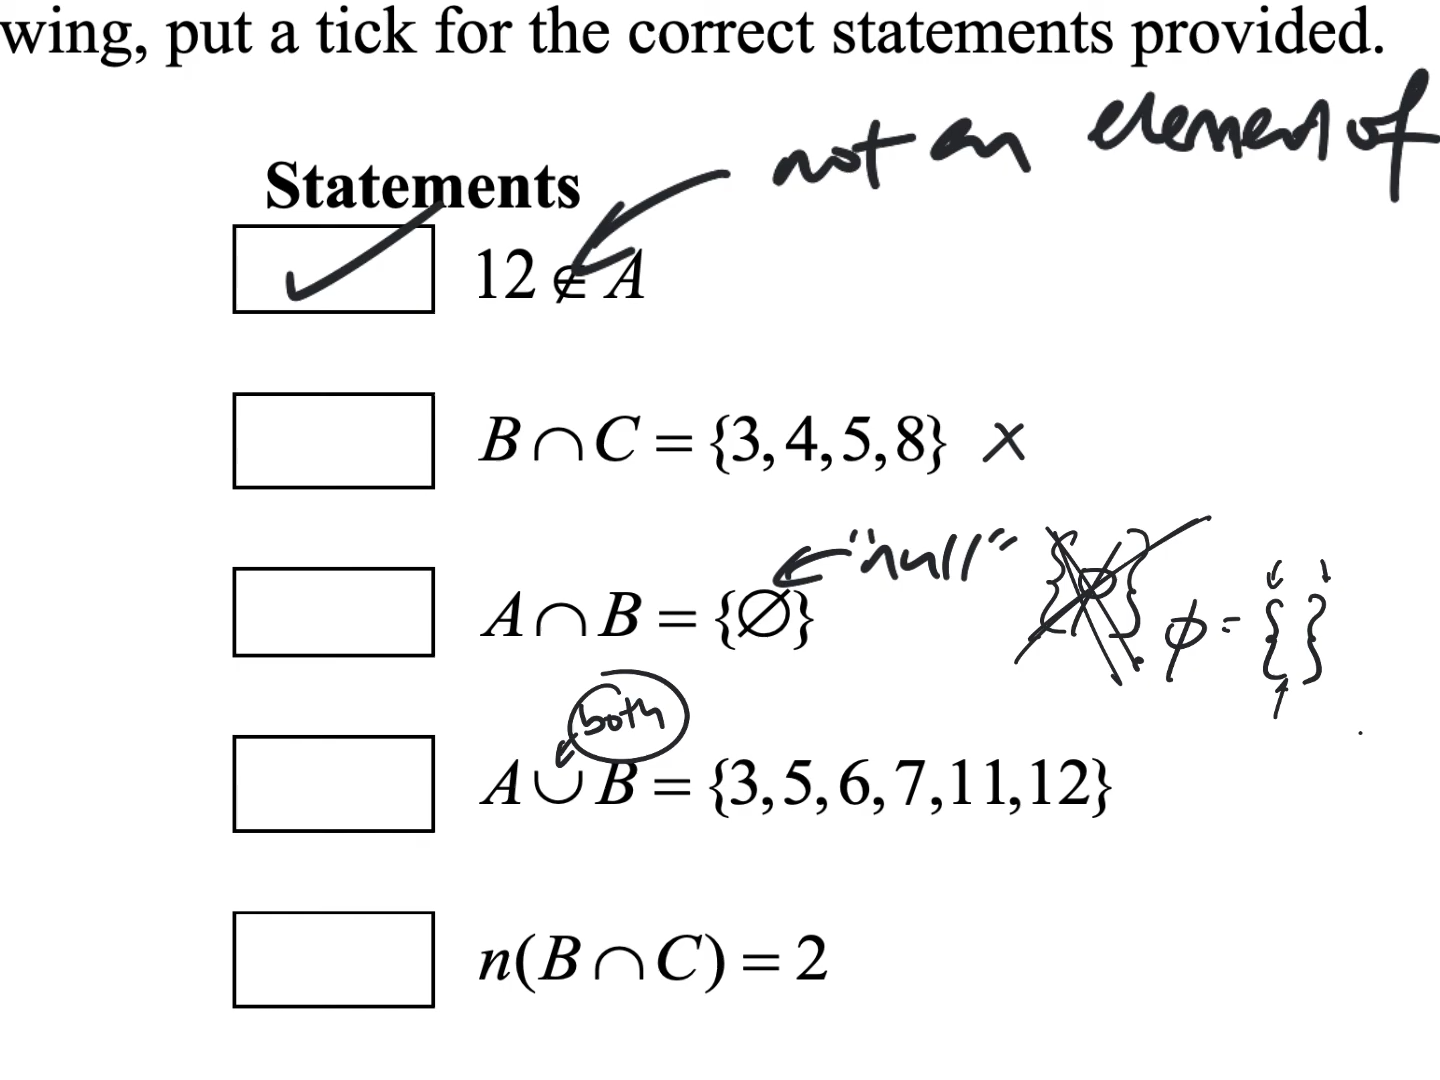 wing, put a tick for the correct statements provided.
not an element of
Statements
✓ 12 ∉ A
B ∩ C = {3, 4, 5, 8} ×
"null"
A ∩ B = {∅} {φ} φ = { }
both
A ∪ B = {3, 5, 6, 7, 11, 12}
n(B ∩ C) = 2